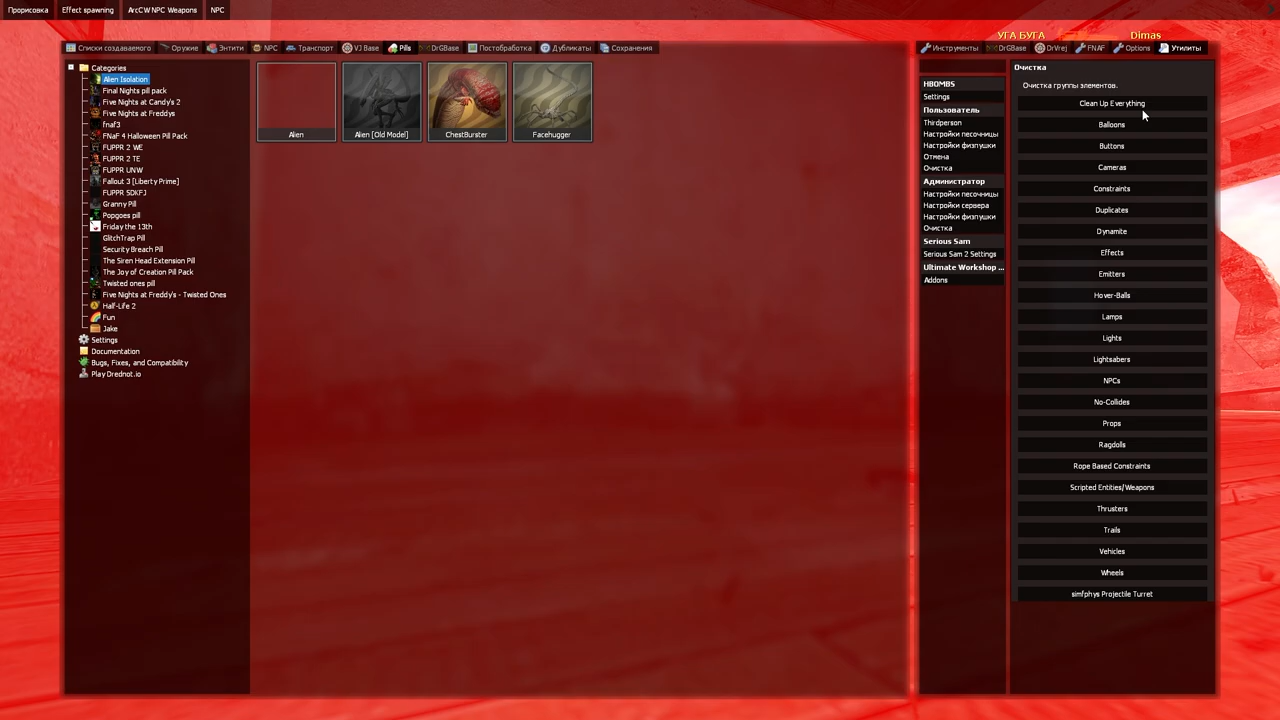 Прорисовка
Effect spawning
ArcCW NPC Weapons
NPC
УГА БУГА
Dimas
Списки создаваемого
Оружие
Энтити
NPC
Транспорт
VJ Base
Pills
DrGBase
Постобработка
Дубликаты
Сохранения
Инструменты
DrGBase
DrVrej
FNAF
Options
Утилиты
Categories
Alien Isolation
Final Nights pill pack
Five Nights at Candy's 2
Five Nights at Freddys
fnaf3
FNaF 4 Halloween Pill Pack
FUPPR 2 WE
FUPPR 2 TE
FUPPR UNW
Fallout 3 [Liberty Prime]
FUPPR SDKFJ
Granny Pill
Popgoes pill
Friday the 13th
GlitchTrap Pill
Security Breach Pill
The Siren Head Extension Pill
The Joy of Creation Pill Pack
Twisted ones pill
Five Nights at Freddy's - Twisted Ones
Half-Life 2
Fun
Jake
Settings
Documentation
Bugs, Fixes, and Compatibility
Play Drednot.io
Alien
Alien [Old Model]
ChestBurster
Facehugger
HBOMBS
Settings
Пользователь
Thirdperson
Настройки песочницы
Настройки физпушки
Отмена
Очистка
Администратор
Настройки песочницы
Настройки сервера
Настройки физпушки
Очистка
Serious Sam
Serious Sam 2 Settings
Ultimate Workshop ...
Addons
Очистка
Очистка группы элементов.
Clean Up Everything
Balloons
Buttons
Cameras
Constraints
Duplicates
Dynamite
Effects
Emitters
Hover-Balls
Lamps
Lights
Lightsabers
NPCs
No-Collides
Props
Ragdolls
Rope Based Constraints
Scripted Entities/Weapons
Thrusters
Trails
Vehicles
Wheels
simfphys Projectile Turret